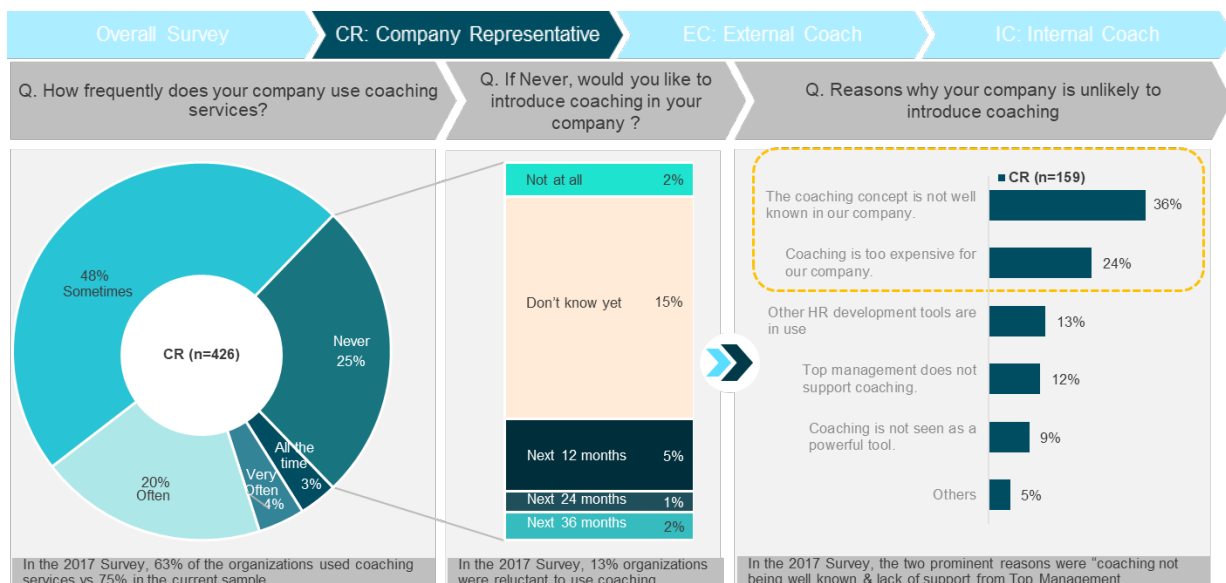 Overall Survey
CR: Company Representative
EC: External Coach
IC: Internal Coach
Q. How frequently does your company use coaching
services?
Q. If Never, would you like to
introduce coaching in your
company ?
Q. Reasons why your company is unlikely to
introduce coaching
48%
Sometimes
Never
25%
CR (n=426)
All the
time
3%
Very
Often
4%
20%
Often
Not at all 2%
Don't know yet 15%
Next 12 months 5%
Next 24 months 1%
Next 36 months 2%
CR (n=159)
The coaching concept is not well
known in our company.
36%
Coaching is too expensive for
our company.
24%
Other HR development tools are
in use
13%
Top management does not
support coaching.
12%
Coaching is not seen as a
powerful tool.
9%
Others
5%
In the 2017 Survey, 63% of the organizations used coaching
services vs 75% in the current sample
In the 2017 Survey, 13% organizations
were reluctant to use coaching
In the 2017 Survey, the two prominent reasons were "coaching not
being well known & lack of support from Top Management